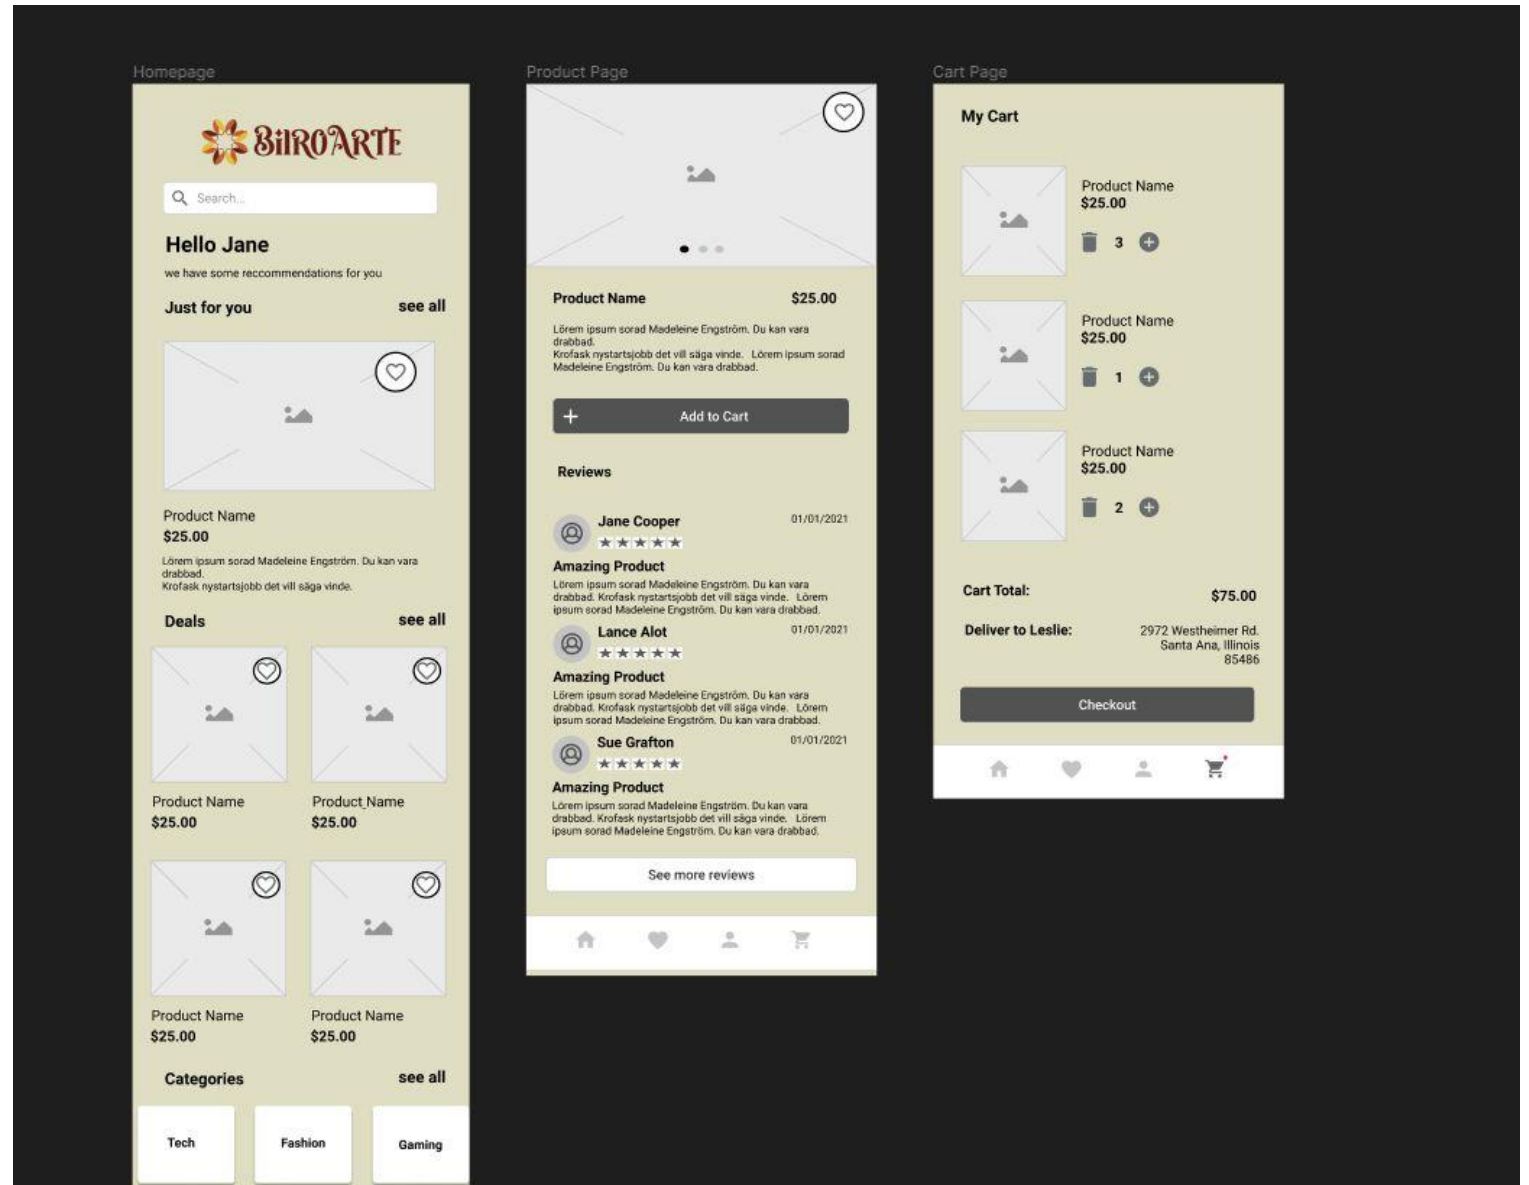 Homepage
BilROARTE
Search...
Hello Jane
we have some reccommendations for you
Just for you
see all
Product Name
$25.00
Lörem ipsum sorad Madeleine Engström. Du kan vara
drabbad.
Krofask nystartsjobb det vill säga vinde.
Deals
see all
Product Name
$25.00
Product Name
$25.00
Product Name
$25.00
Product Name
$25.00
Categories
see all
Tech
Fashion
Gaming
Product Page
Product Name
$25.00
Lörem ipsum sorad Madeleine Engström. Du kan vara
drabbad.
Krofask nystartsjobb det vill säga vinde. Lörem ipsum sorad
Madeleine Engström. Du kan vara drabbad.
Add to Cart
Reviews
Jane Cooper
01/01/2021
Amazing Product
Lörem ipsum sorad Madeleine Engström. Du kan vara
drabbad. Krofask nystartsjobb det vill säga vinde. Lörem
ipsum sorad Madeleine Engström. Du kan vara drabbad.
Lance Alot
01/01/2021
Amazing Product
Lörem ipsum sorad Madeleine Engström. Du kan vara
drabbad. Krofask nystartsjobb det vill säga vinde. Lörem
ipsum sorad Madeleine Engström. Du kan vara drabbad.
Sue Grafton
01/01/2021
Amazing Product
Lörem ipsum sorad Madeleine Engström. Du kan vara
drabbad. Krofask nystartsjobb det vill säga vinde. Lörem
ipsum sorad Madeleine Engström. Du kan vara drabbad.
See more reviews
Cart Page
My Cart
Product Name
$25.00
3
Product Name
$25.00
1
Product Name
$25.00
2
Cart Total:
$75.00
Deliver to Leslie:
2972 Westheimer Rd.
Santa Ana, Illinois
85486
Checkout